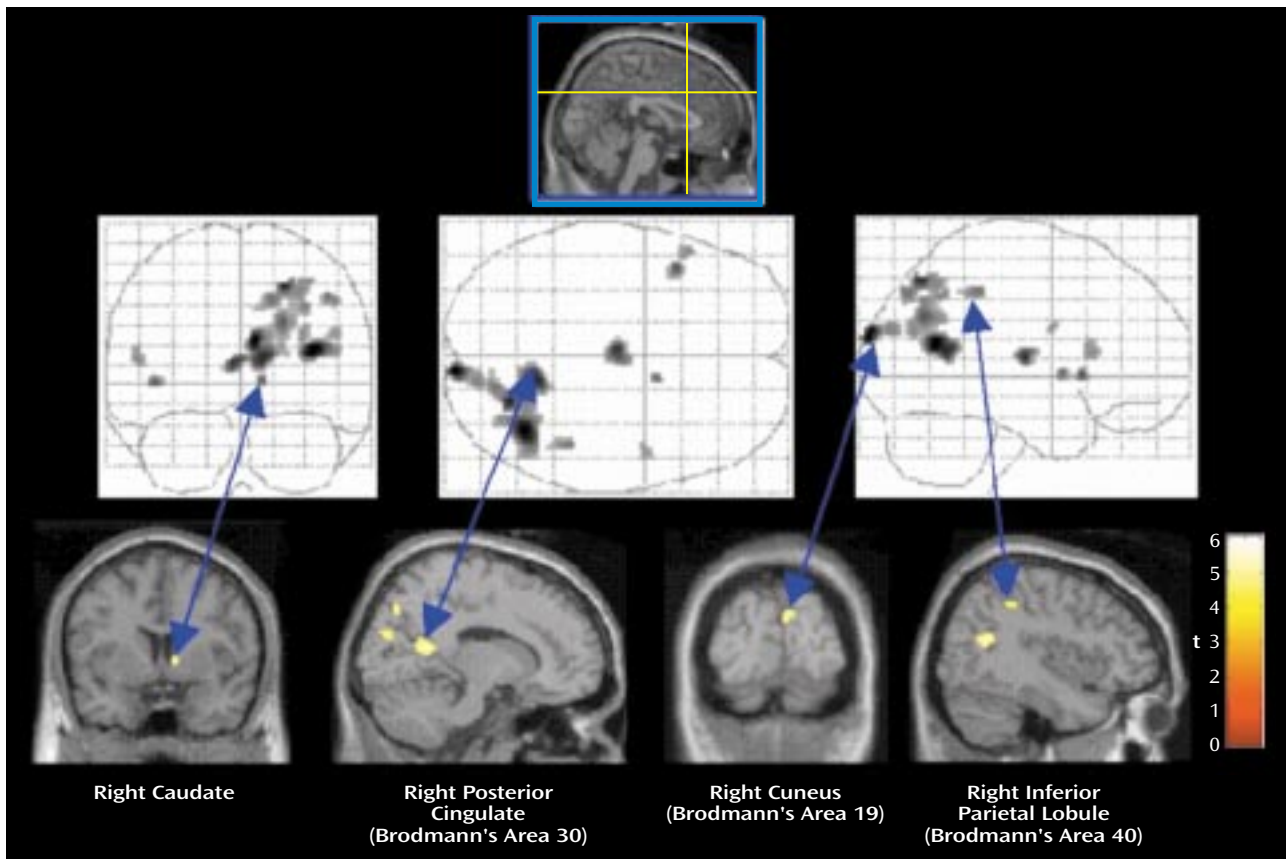 6
5
4
t 3
2
1
0
Right Caudate
Right Posterior
Cingulate
(Brodmann's Area 30)
Right Cuneus
(Brodmann's Area 19)
Right Inferior
Parietal Lobule
(Brodmann's Area 40)